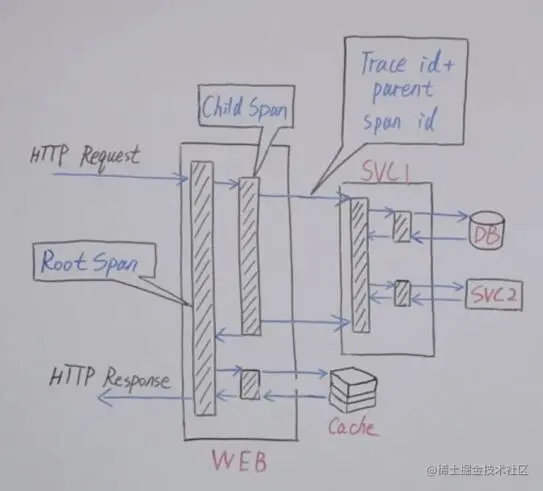 Trace id+
parent
span id
Child Span
HTTP Request
SVC1
DB
Root Span
SVC2
HTTP Response
Cache
WEB
@稀土掘金技术社区